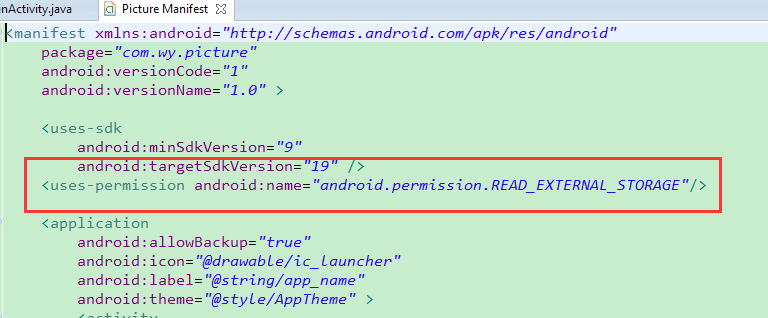 inActivity.java
Picture Manifest
<manifest xmlns:android="http://schemas.android.com/apk/res/android"
package="com.wy.picture"
android:versionCode="1"
android:versionName="1.0" >
<uses-sdk
android:minSdkVersion="9"
android:targetSdkVersion="19" />
<uses-permission android:name="android.permission.READ_EXTERNAL_STORAGE"/>
<application
android:allowBackup="true"
android:icon="@drawable/ic_launcher"
android:label="@string/app_name"
android:theme="@style/AppTheme" >
<activity